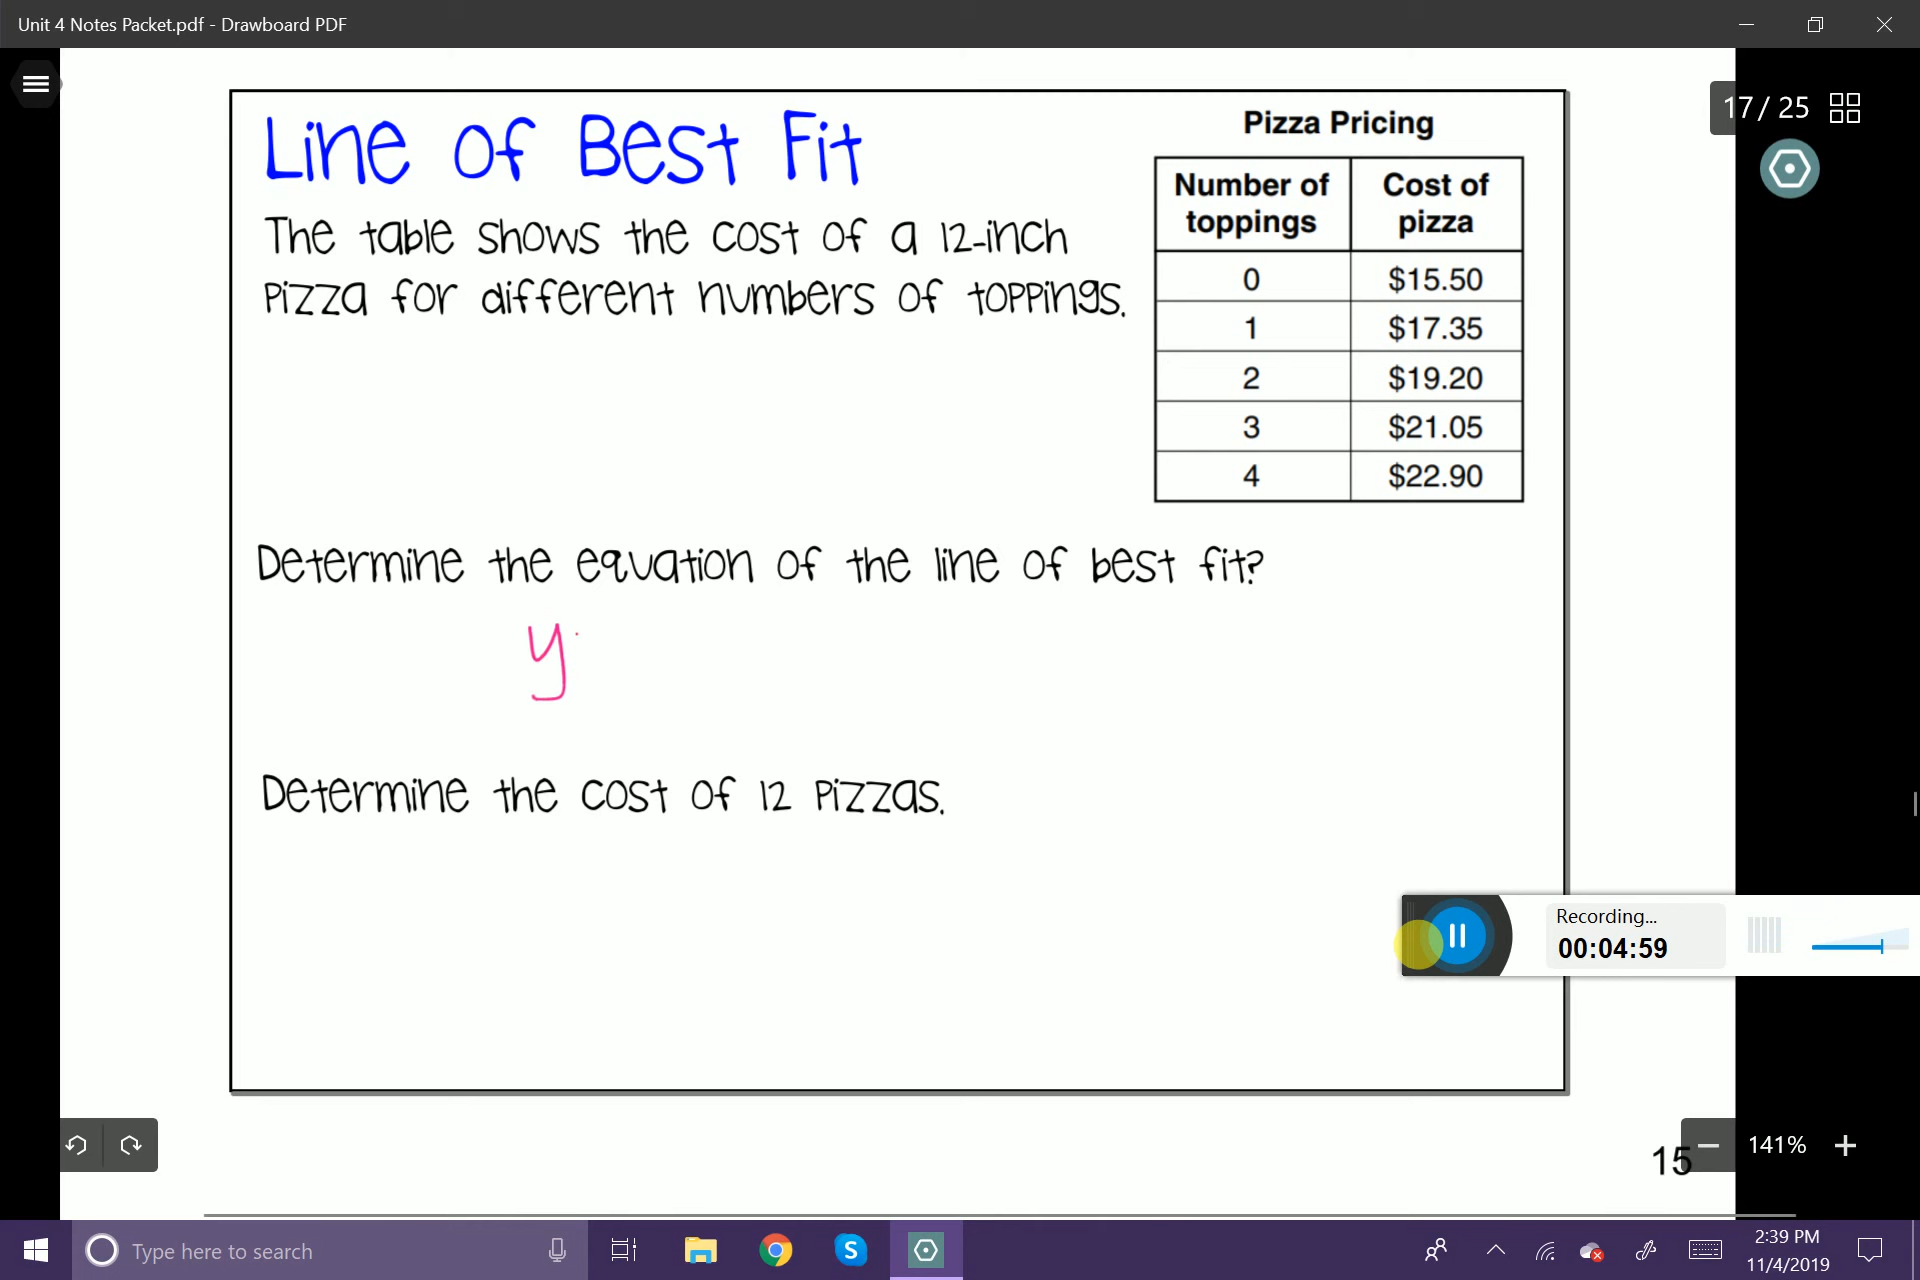 Unit 4 Notes Packet.pdf - Drawboard PDF
17 / 25
Line of Best Fit
The table shows the cost of a 12-inch
pizza for different numbers of toppings.
Pizza Pricing
Number of toppings Cost of pizza
0 $15.50
1 $17.35
2 $19.20
3 $21.05
4 $22.90
Determine the equation of the line of best fit?
y
Determine the cost of 12 pizzas.
Recording...
00:04:59
15
141%
Type here to search
2:39 PM
11/4/2019